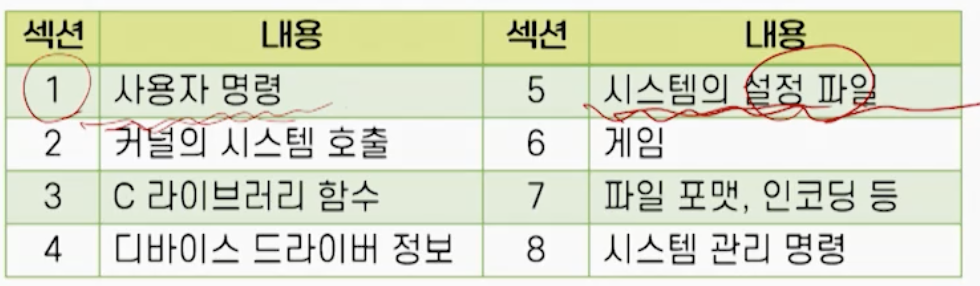 섹션 내용 섹션 내용
1 사용자 명령 5 시스템의 설정 파일
2 커널의 시스템 호출 6 게임
3 C 라이브러리 함수 7 파일 포맷, 인코딩 등
4 디바이스 드라이버 정보 8 시스템 관리 명령